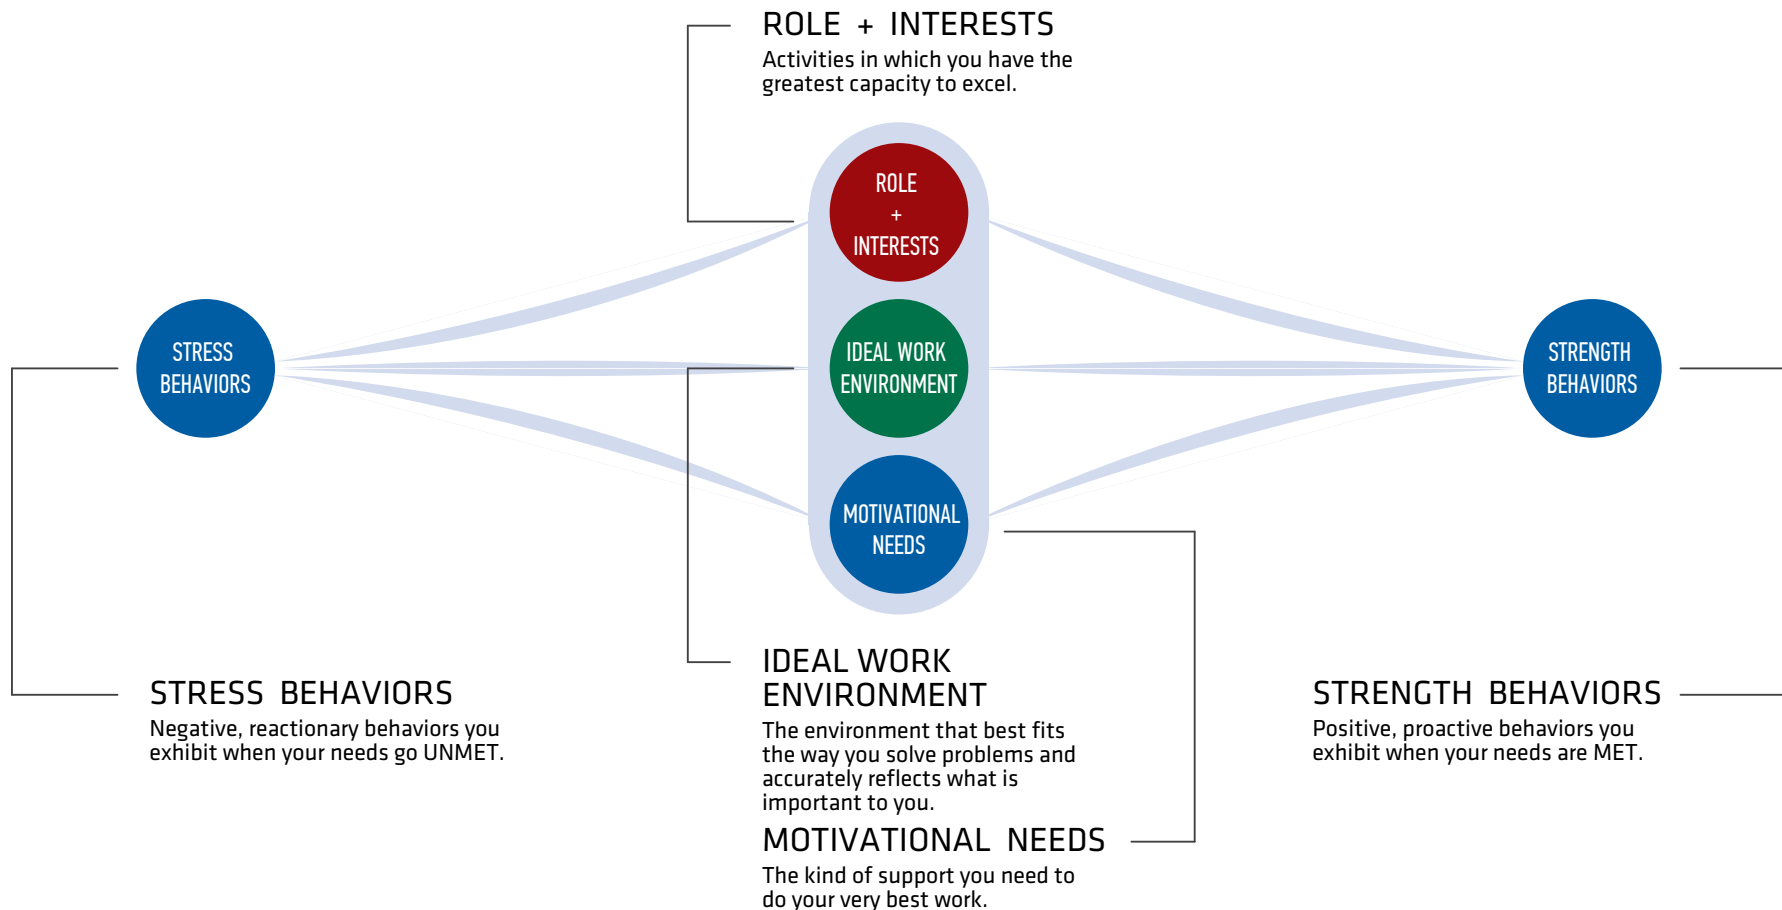 ROLE + INTERESTS
Activities in which you have the
greatest capacity to excel.
ROLE
+
INTERESTS
STRESS
BEHAVIORS
IDEAL WORK
ENVIRONMENT
STRENGTH
BEHAVIORS
MOTIVATIONAL
NEEDS
STRESS BEHAVIORS
Negative, reactionary behaviors you
exhibit when your needs go UNMET.
IDEAL WORK
ENVIRONMENT
The environment that best fits
the way you solve problems and
accurately reflects what is
important to you.
MOTIVATIONAL NEEDS
The kind of support you need to
do your very best work.
STRENGTH BEHAVIORS
Positive, proactive behaviors you
exhibit when your needs are MET.